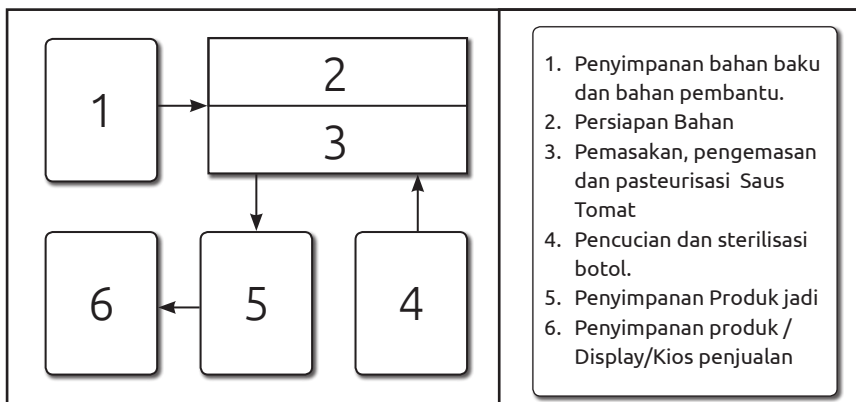 1
2
3
6
5
4
1. Penyimpanan bahan baku
dan bahan pembantu.
2. Persiapan Bahan
3. Pemasakan, pengemasan
dan pasteurisasi Saus
Tomat
4. Pencucian dan sterilisasi
botol.
5. Penyimpanan Produk jadi
6. Penyimpanan produk /
Display/Kios penjualan